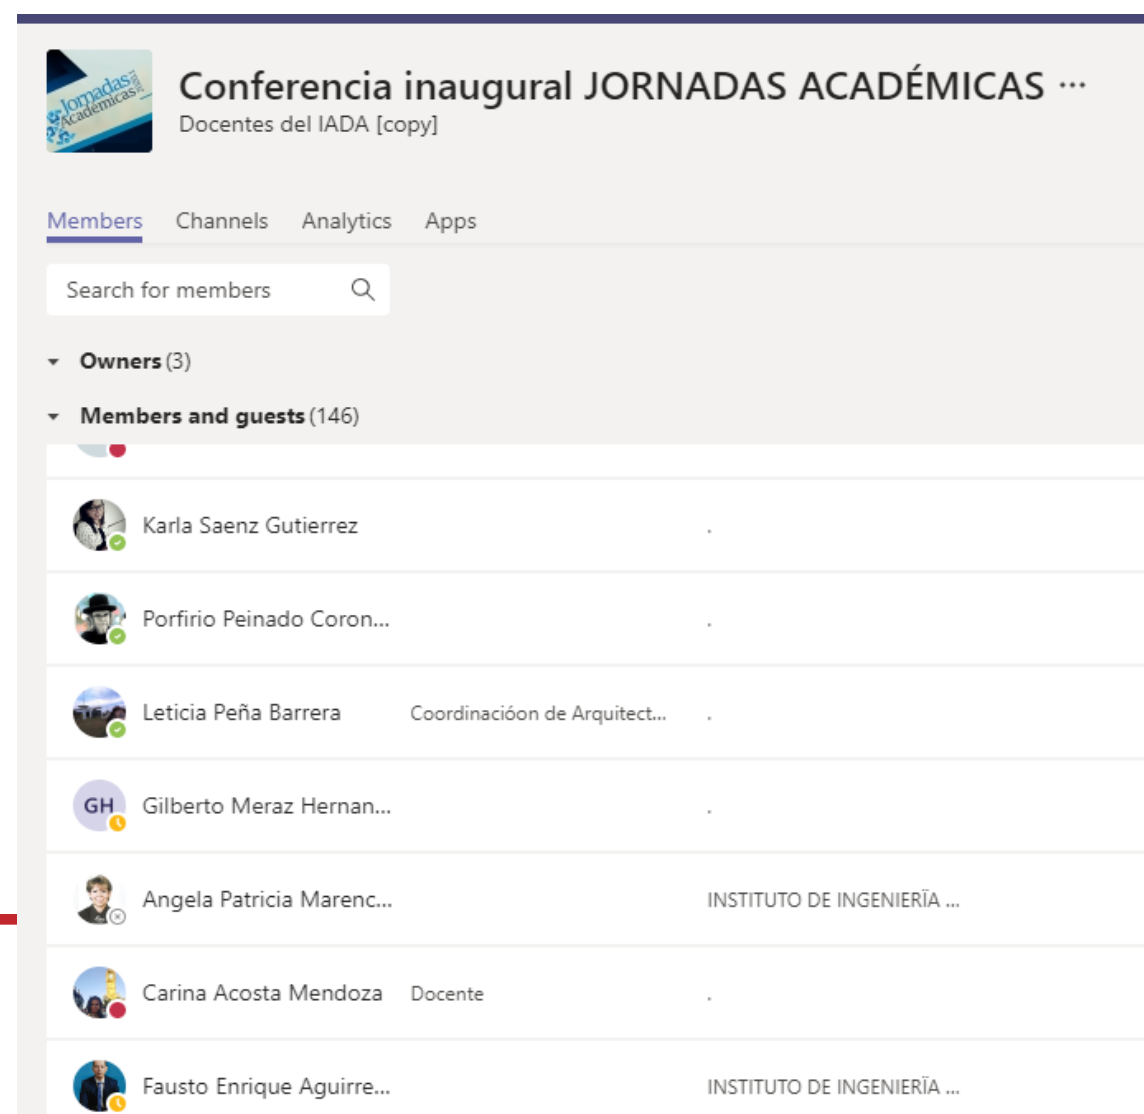 Jornadas
Académicas
Conferencia inaugural JORNADAS ACADÉMICAS ...
Docentes del IADA [copy]
Members Channels Analytics Apps
Search for members
Owners (3)
Members and guests (146)
Karla Saenz Gutierrez .
Porfirio Peinado Coron... .
Leticia Peña Barrera Coordinacióon de Arquitect... .
GH Gilberto Meraz Hernan... .
Angela Patricia Marenc... INSTITUTO DE INGENIERÏA ...
Carina Acosta Mendoza Docente .
Fausto Enrique Aguirre... INSTITUTO DE INGENIERÏA ...